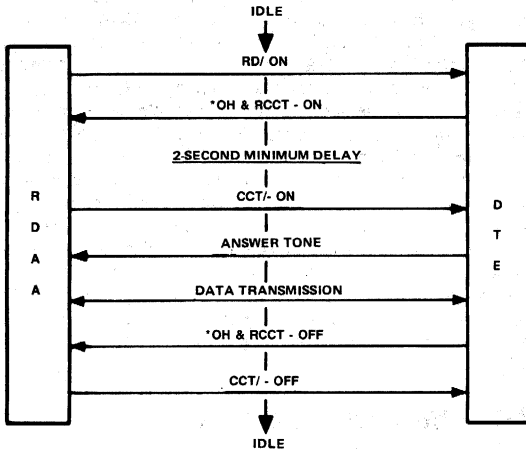 IDLE
RD/ ON
*OH & RCCT - ON
2-SECOND MINIMUM DELAY
CCT/- ON
ANSWER TONE
DATA TRANSMISSION
*OH & RCCT - OFF
CCT/ - OFF
IDLE
R
D
A
A
D
T
E